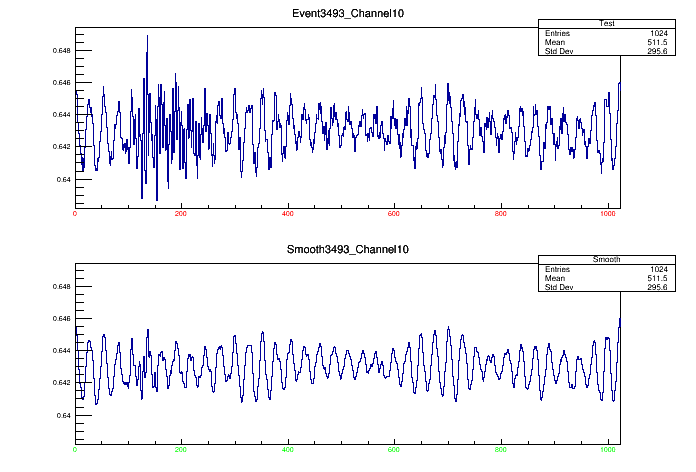 Event3493_Channel10
Test
Entries 1024
Mean 511.5
Std Dev 295.6
0.648
0.646
0.644
0.642
0.64
0 200 400 600 800 1000
Smooth3493_Channel10
Smooth
Entries 1024
Mean 511.5
Std Dev 295.6
0.648
0.646
0.644
0.642
0.64
0 200 400 600 800 1000